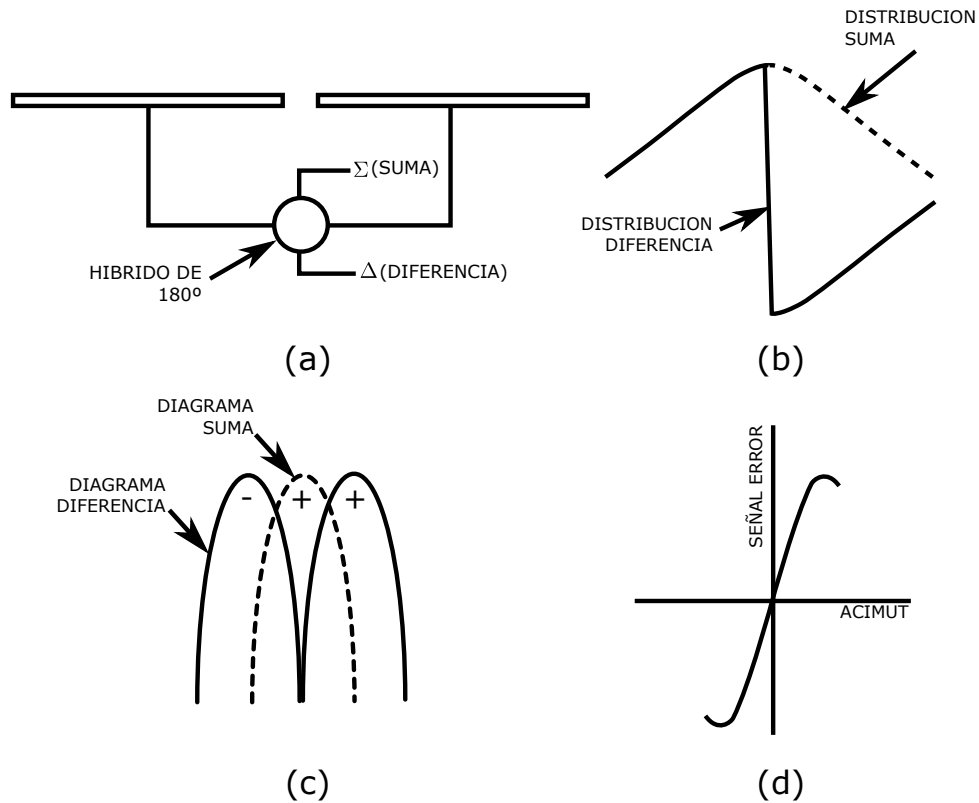 Σ(SUMA)
HIBRIDO DE
180º
Δ(DIFERENCIA)
(a)
DISTRIBUCION
SUMA
DISTRIBUCION
DIFERENCIA
(b)
DIAGRAMA
SUMA
DIAGRAMA
DIFERENCIA
- + +
(c)
SEÑAL ERROR
ACIMUT
(d)